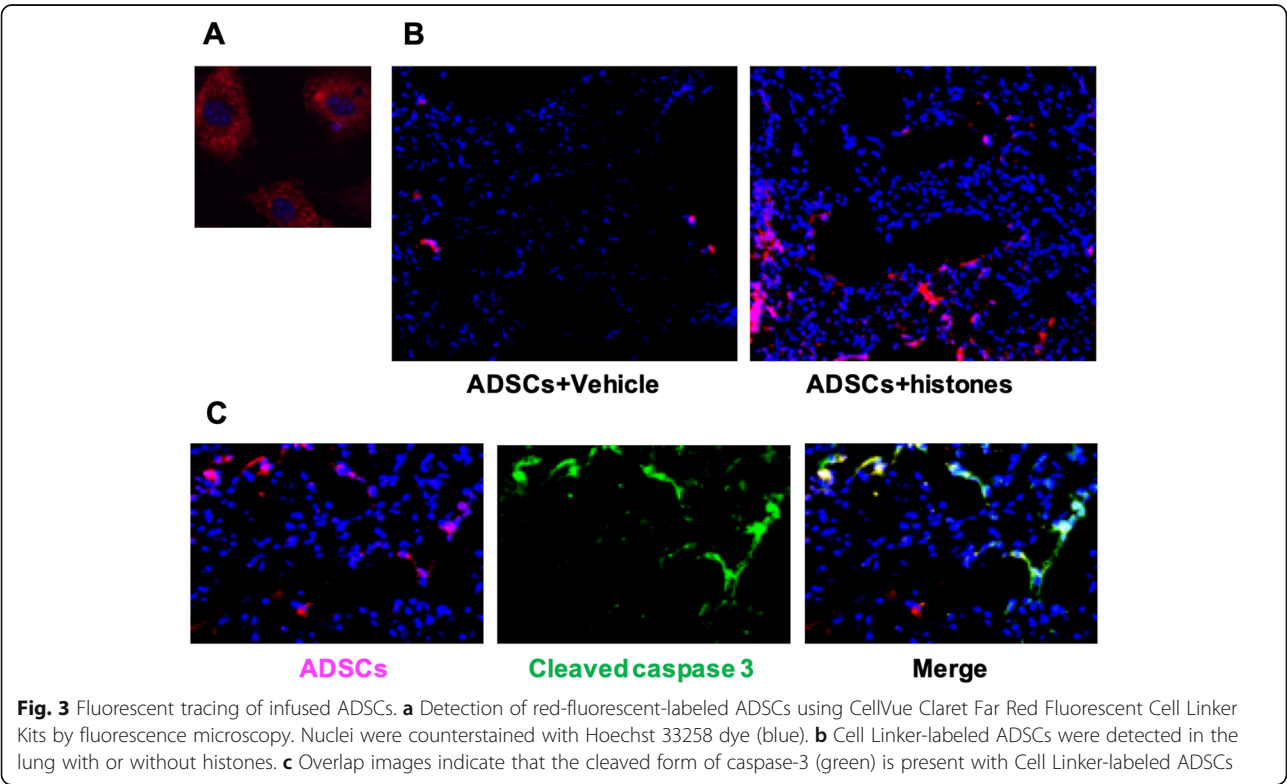 A
B
ADSCs+Vehicle
ADSCs+histones
C
ADSCs
Cleaved caspase 3
Merge
Fig. 3 Fluorescent tracing of infused ADSCs. a Detection of red-fluorescent-labeled ADSCs using CellVue Claret Far Red Fluorescent Cell Linker
Kits by fluorescence microscopy. Nuclei were counterstained with Hoechst 33258 dye (blue). b Cell Linker-labeled ADSCs were detected in the
lung with or without histones. c Overlap images indicate that the cleaved form of caspase-3 (green) is present with Cell Linker-labeled ADSCs